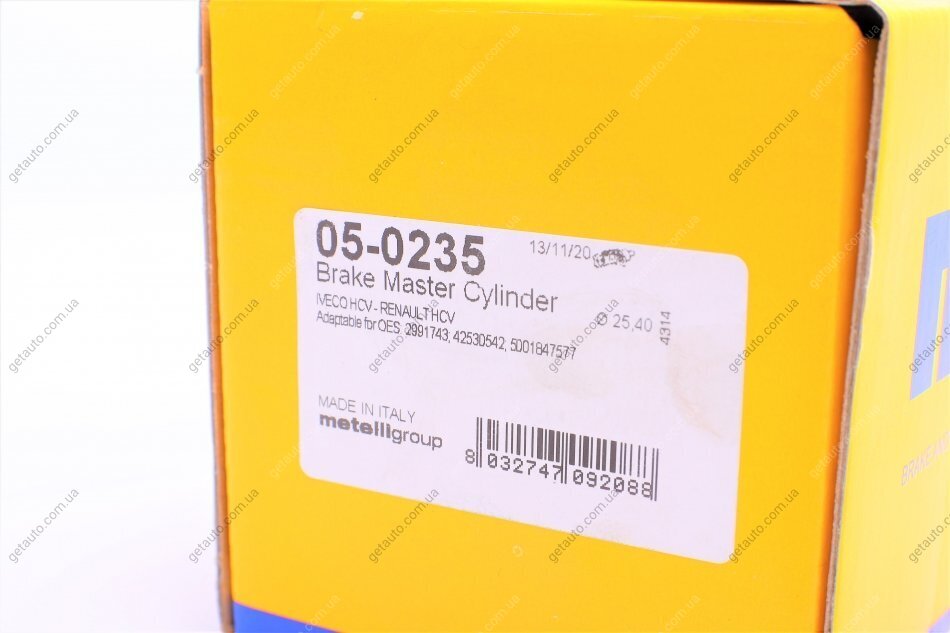 05-0235
13/11/20
Brake Master Cylinder
IVECO HCV - RENAULT HCV
Ø 25,40
4314
Adaptable for OES: 2991743; 42530542; 5001847577
MADE IN ITALY
metelligroup
8 032747 092088
getauto.com.ua